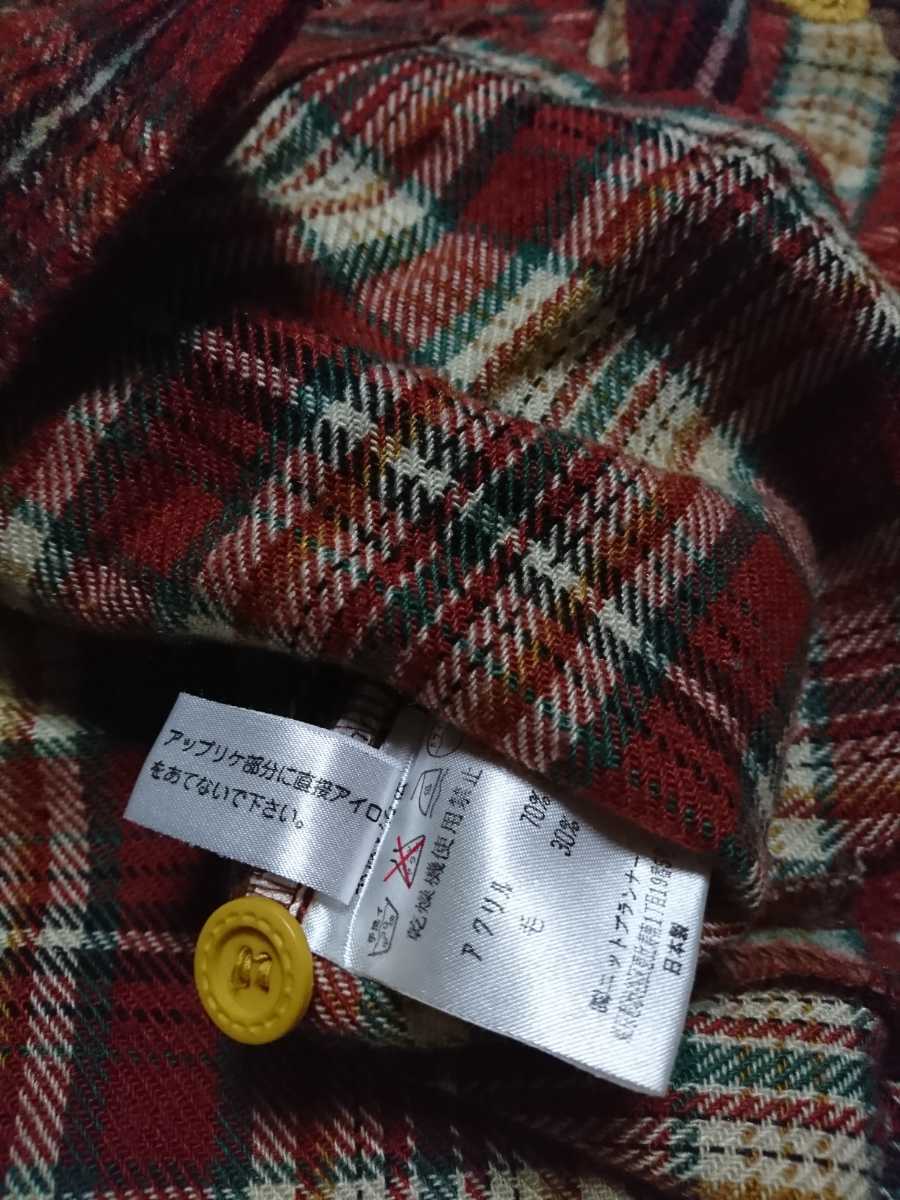 アップリケ部分に直接アイロ
をあてないで下さい。
乾燥機使用禁止
アクリル 70%
毛 30%
(株)ニットプランナー
日本製